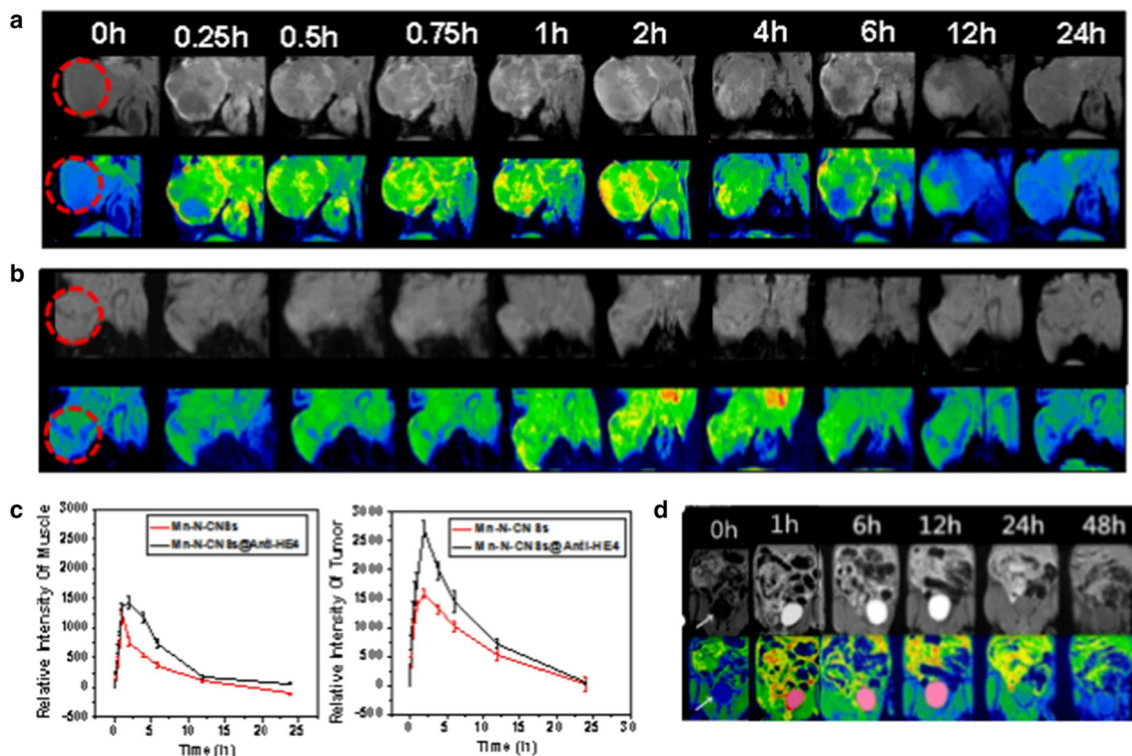 a
0h 0.25h 0.5h 0.75h 1h 2h 4h 6h 12h 24h
b
c
Relative Intensity Of Muscle
3000
2500
2000
1500
1000
500
0
-500
Mn-N-CNSs
Mn-N-CNSs@Anti-HE4
0 5 10 15 20 25
Time (h)
Relative Intensity Of Tumor
3000
2500
2000
1500
1000
500
0
-500
Mn-N-CNSs
Mn-N-CNSs@Anti-HE4
0 5 10 15 20 25 30
Time (h)
d
0h 1h 6h 12h 24h 48h